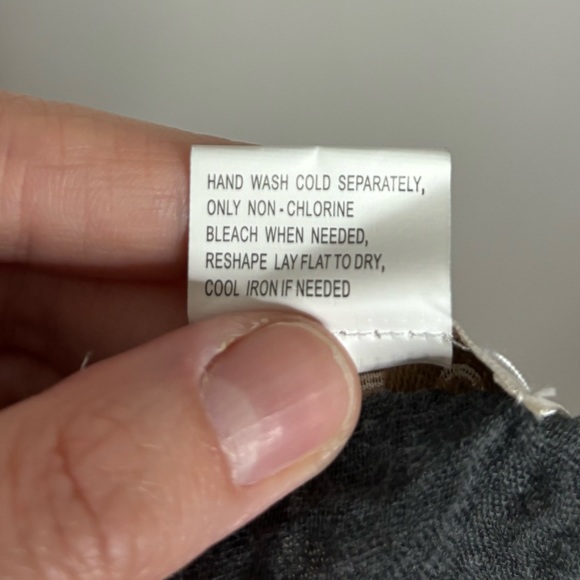 HAND WASH COLD SEPARATELY,
ONLY NON-CHLORINE
BLEACH WHEN NEEDED,
RESHAPE LAY FLAT TO DRY,
COOL IRON IF NEEDED